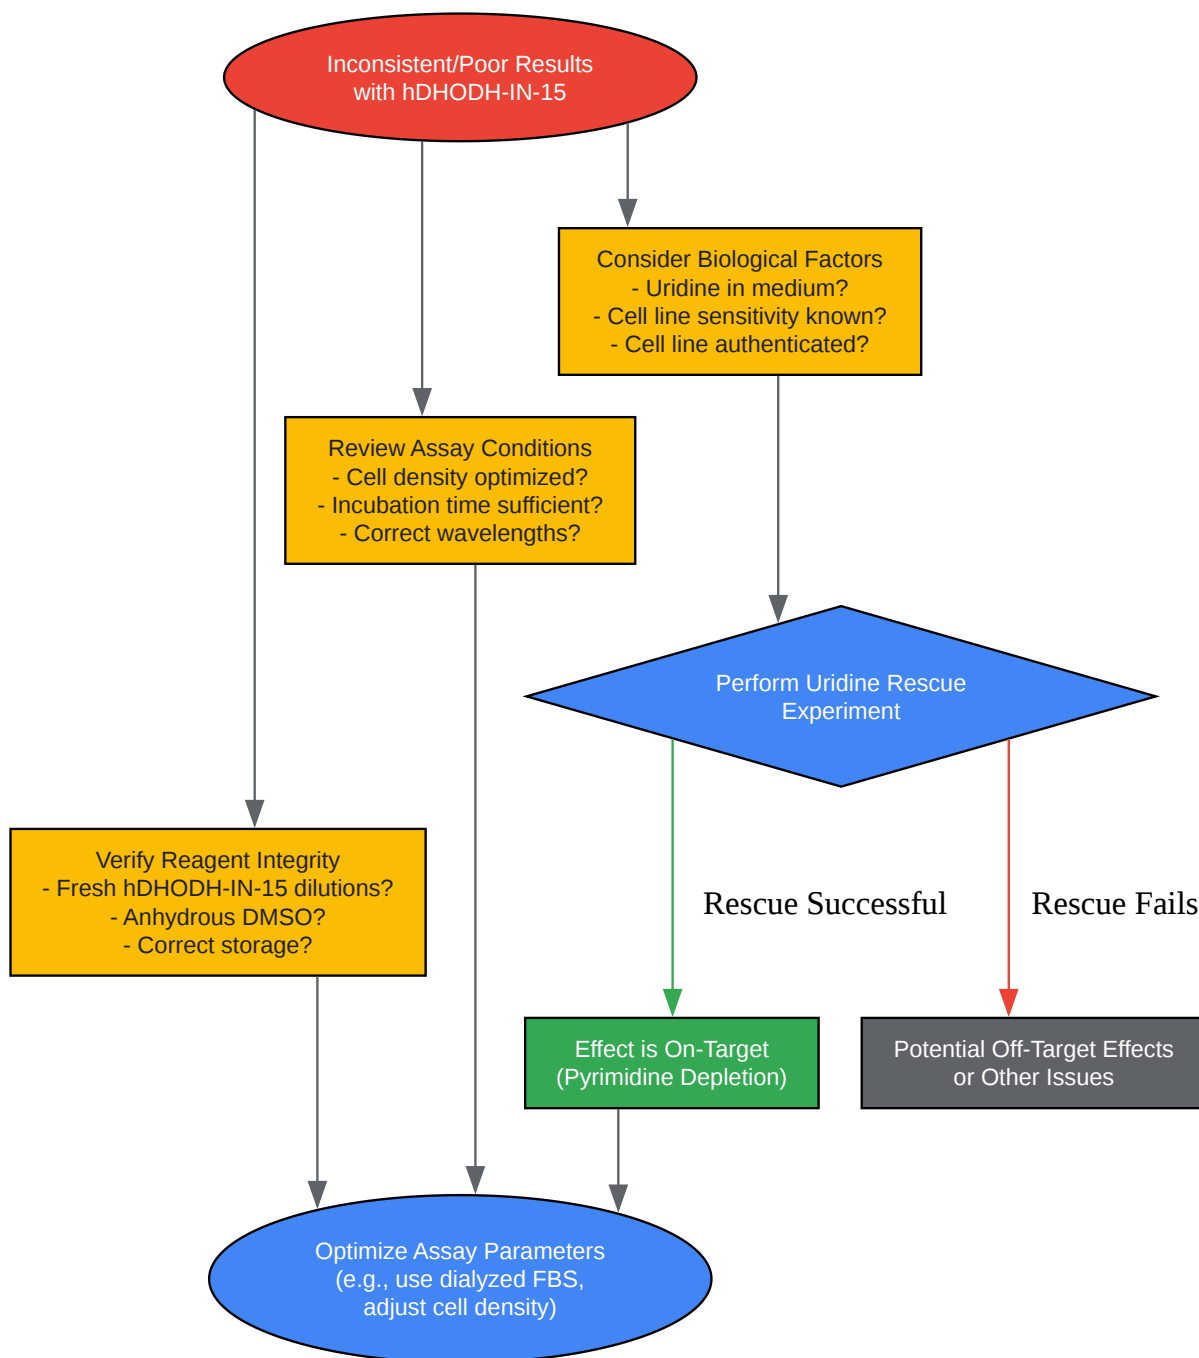 Inconsistent/Poor Results
with hDHODH-IN-15
Consider Biological Factors
- Uridine in medium?
- Cell line sensitivity known?
- Cell line authenticated?
Review Assay Conditions
- Cell density optimized?
- Incubation time sufficient?
- Correct wavelengths?
Perform Uridine Rescue
Experiment
Verify Reagent Integrity
- Fresh hDHODH-IN-15 dilutions?
- Anhydrous DMSO?
- Correct storage?
Rescue Successful
Rescue Fails
Effect is On-Target
(Pyrimidine Depletion)
Potential Off-Target Effects
or Other Issues
Optimize Assay Parameters
(e.g., use dialyzed FBS,
adjust cell density)